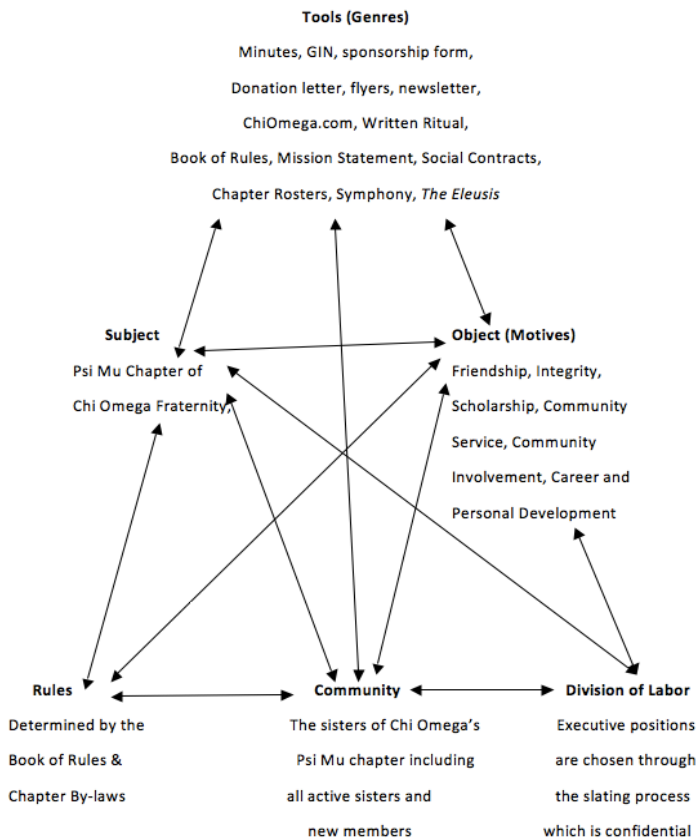 Tools (Genres)
Minutes, GIN, sponsorship form,
Donation letter, flyers, newsletter,
ChiOmega.com, Written Ritual,
Book of Rules, Mission Statement, Social Contracts,
Chapter Rosters, Symphony, The Eleusis
Subject
Psi Mu Chapter of
Chi Omega Fraternity,
Object (Motives)
Friendship, Integrity,
Scholarship, Community
Service, Community
Involvement, Career and
Personal Development
Rules
Determined by the
Book of Rules &
Chapter By-laws
Community
The sisters of Chi Omega's
Psi Mu chapter including
all active sisters and
new members
Division of Labor
Executive positions
are chosen through
the slating process
which is confidential